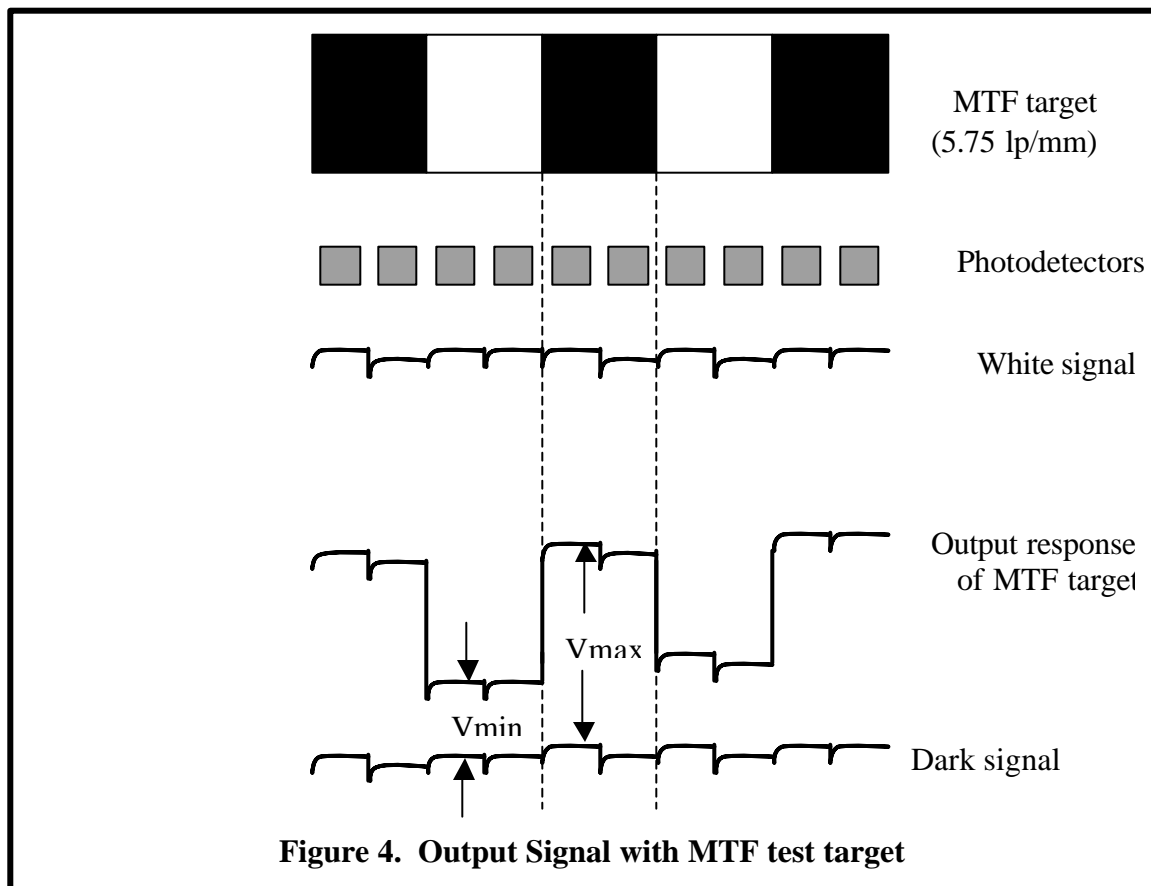 MTF target
(5.75 lp/mm)
Photodetectors
White signal
Output response
of MTF target
Vmax
Vmin
Dark signal
Figure 4. Output Signal with MTF test target